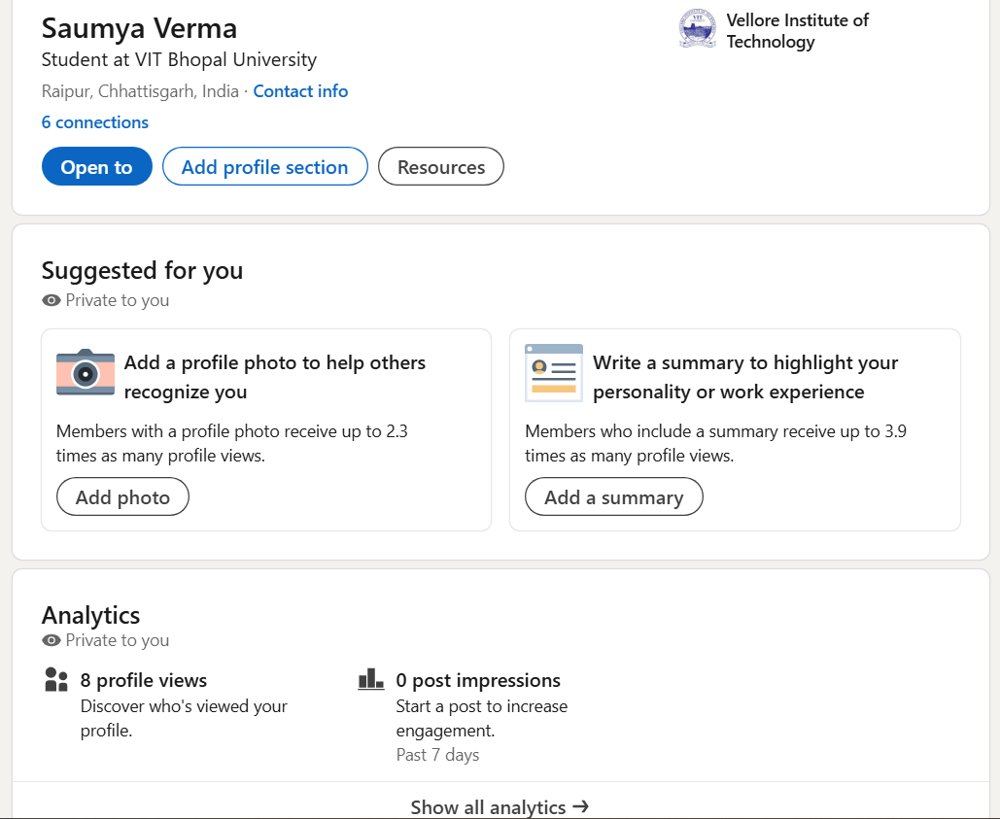 Saumya Verma
Vellore Institute of
Technology
Student at VIT Bhopal University
Raipur, Chhattisgarh, India · Contact info
6 connections
Open to
Add profile section
Resources
Suggested for you
Private to you
Add a profile photo to help others
recognize you
Members with a profile photo receive up to 2.3
times as many profile views.
Add photo
Write a summary to highlight your
personality or work experience
Members who include a summary receive up to 3.9
times as many profile views.
Add a summary
Analytics
Private to you
8 profile views
Discover who's viewed your
profile.
0 post impressions
Start a post to increase
engagement.
Past 7 days
Show all analytics →